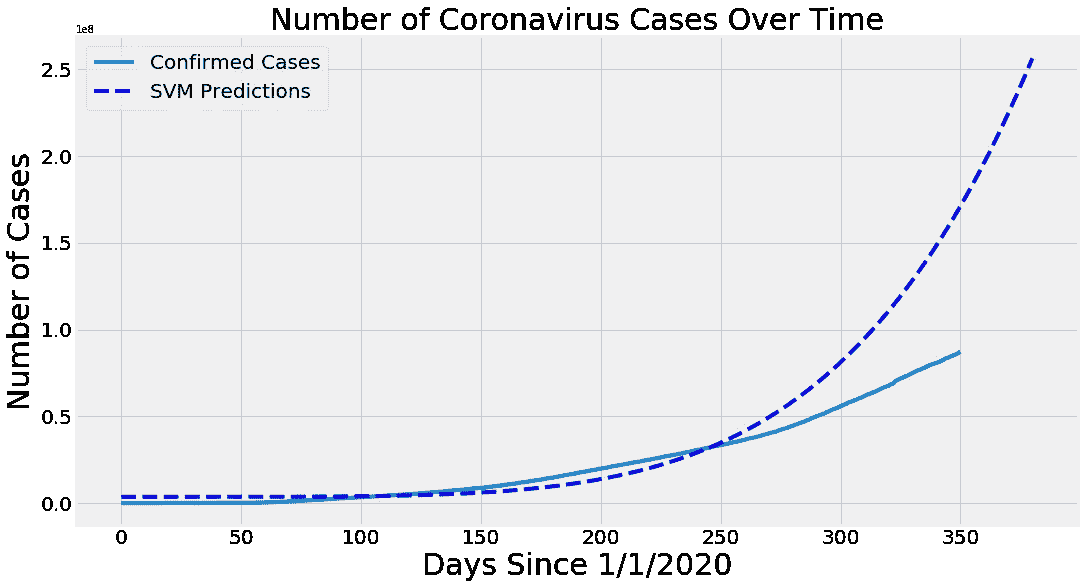 Number of Coronavirus Cases Over Time
1e8
Confirmed Cases
SVM Predictions
2.5
2.0
1.5
1.0
0.5
0.0
Number of Cases
0 50 100 150 200 250 300 350
Days Since 1/1/2020